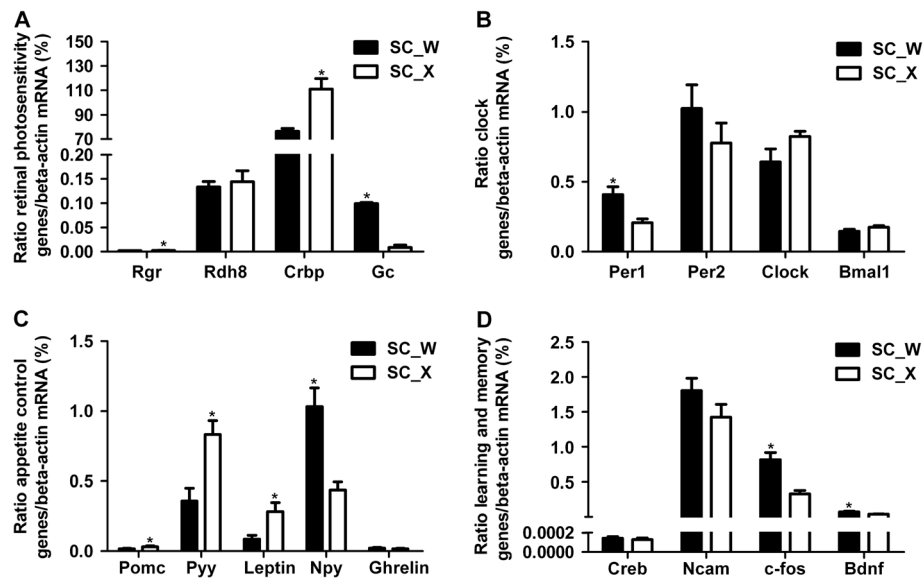 A
Ratio retinal photosensitivity
genes/beta-actin mRNA (%)
150
130
110
90
70
0.20
0.15
0.10
0.05
0.00
*
*
*
SC_W
SC_X
Rgr Rdh8 Crbp Gc
B
Ratio clock
genes/beta-actin mRNA (%)
1.5
1.0
0.5
0.0
*
SC_W
SC_X
Per1 Per2 Clock Bmal1
C
Ratio appetite control
genes/beta-actin mRNA (%)
1.5
1.0
0.5
0.0
*
*
*
*
SC_W
SC_X
Pomc Pyy Leptin Npy Ghrelin
D
Ratio learning and memory
genes/beta-actin mRNA (%)
2.5
2.0
1.5
1.0
0.5
0.0002
0.0000
*
*
SC_W
SC_X
Creb Ncam c-fos Bdnf